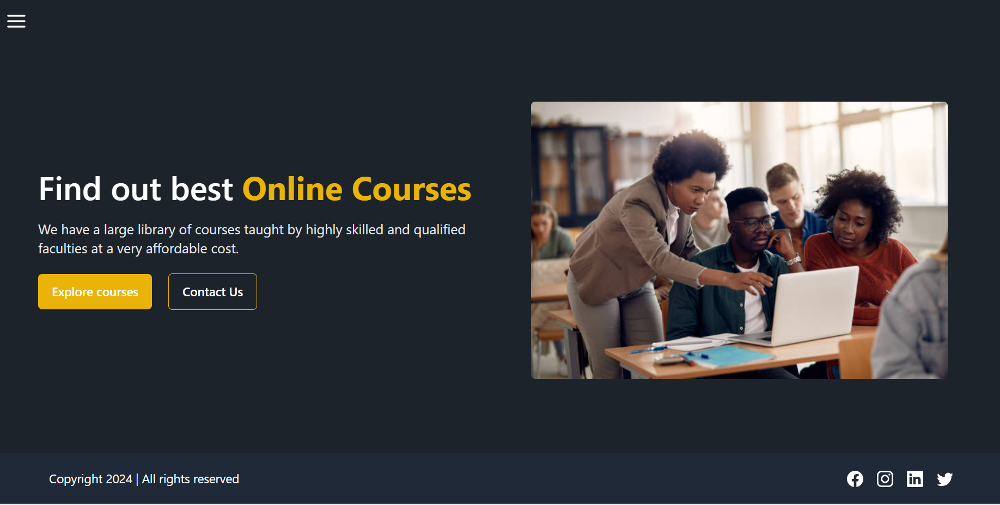 Find out best Online Courses
We have a large library of courses taught by highly skilled and qualified
faculties at a very affordable cost.
Explore courses
Contact Us
Copyright 2024 | All rights reserved